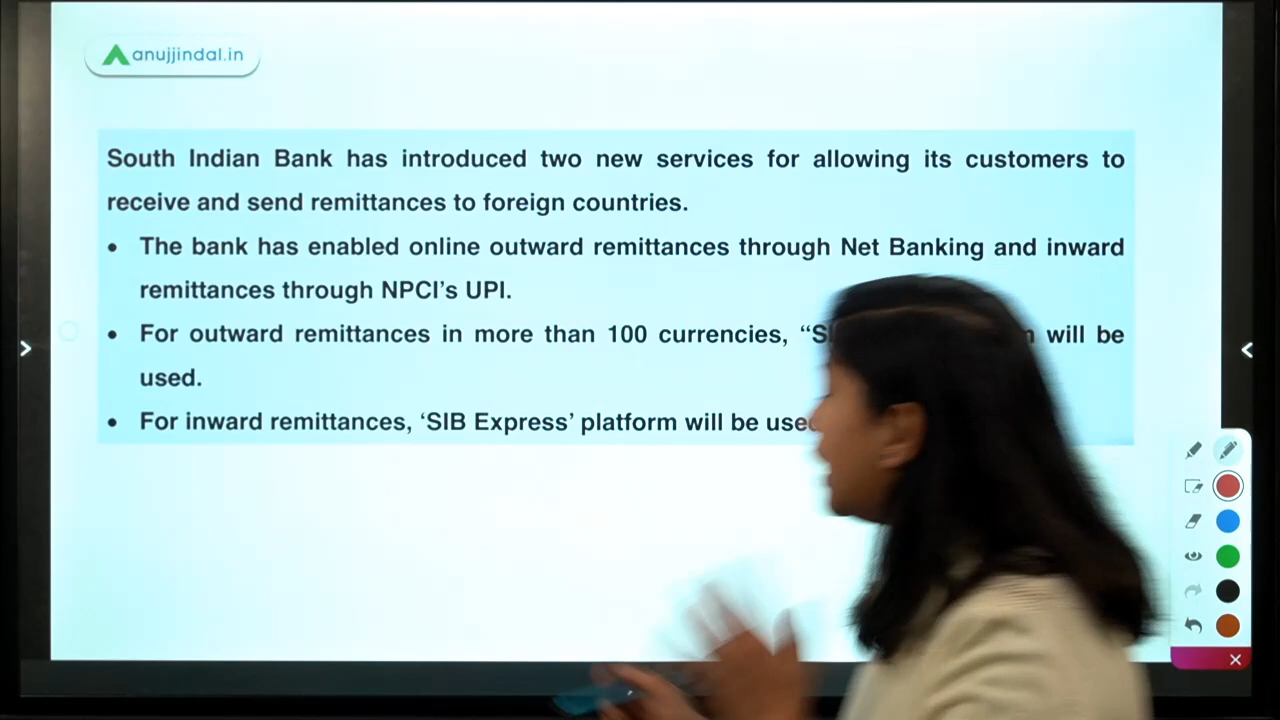 anujjindal.in
South Indian Bank has introduced two new services for allowing its customers to
receive and send remittances to foreign countries.
• The bank has enabled online outward remittances through Net Banking and inward
remittances through NPCI’s UPI.
• For outward remittances in more than 100 currencies, will be
used.
• For inward remittances, ‘SIB Express’ platform will be